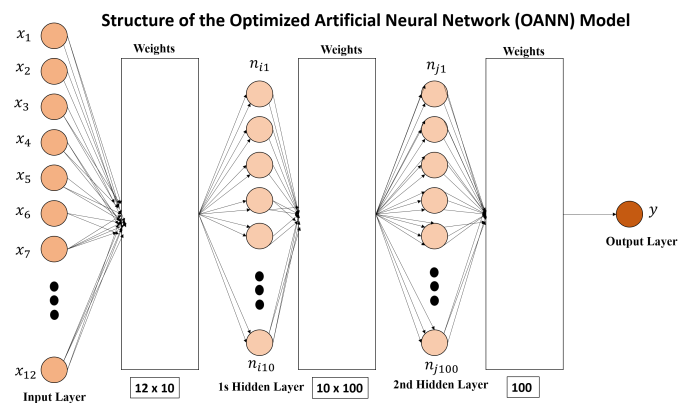 Structure of the Optimized Artificial Neural Network (OANN) Model
x1
x2
x3
x4
x5
x6
x7
x12
Input Layer
Weights
12 x 10
ni1
ni10
1s Hidden Layer
Weights
10 x 100
nj1
nj100
2nd Hidden Layer
Weights
100
y
Output Layer